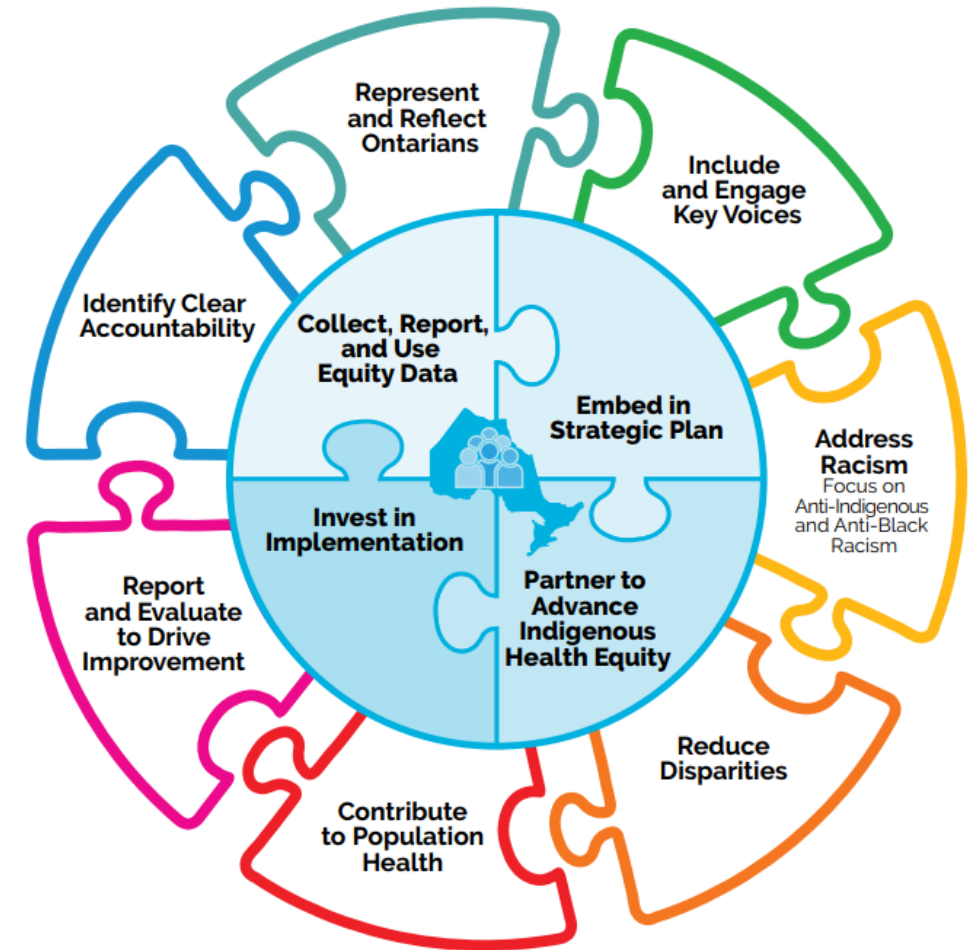 Represent
and Reflect
Ontarians
Include
and Engage
Key Voices
Identify Clear
Accountability
Collect, Report,
and Use
Equity Data
Embed in
Strategic Plan
Address
Racism
Focus on
Anti-Indigenous
and Anti-Black
Racism
Invest in
Implementation
Partner to
Advance
Indigenous
Health Equity
Report
and Evaluate
to Drive
Improvement
Reduce
Disparities
Contribute
to Population
Health